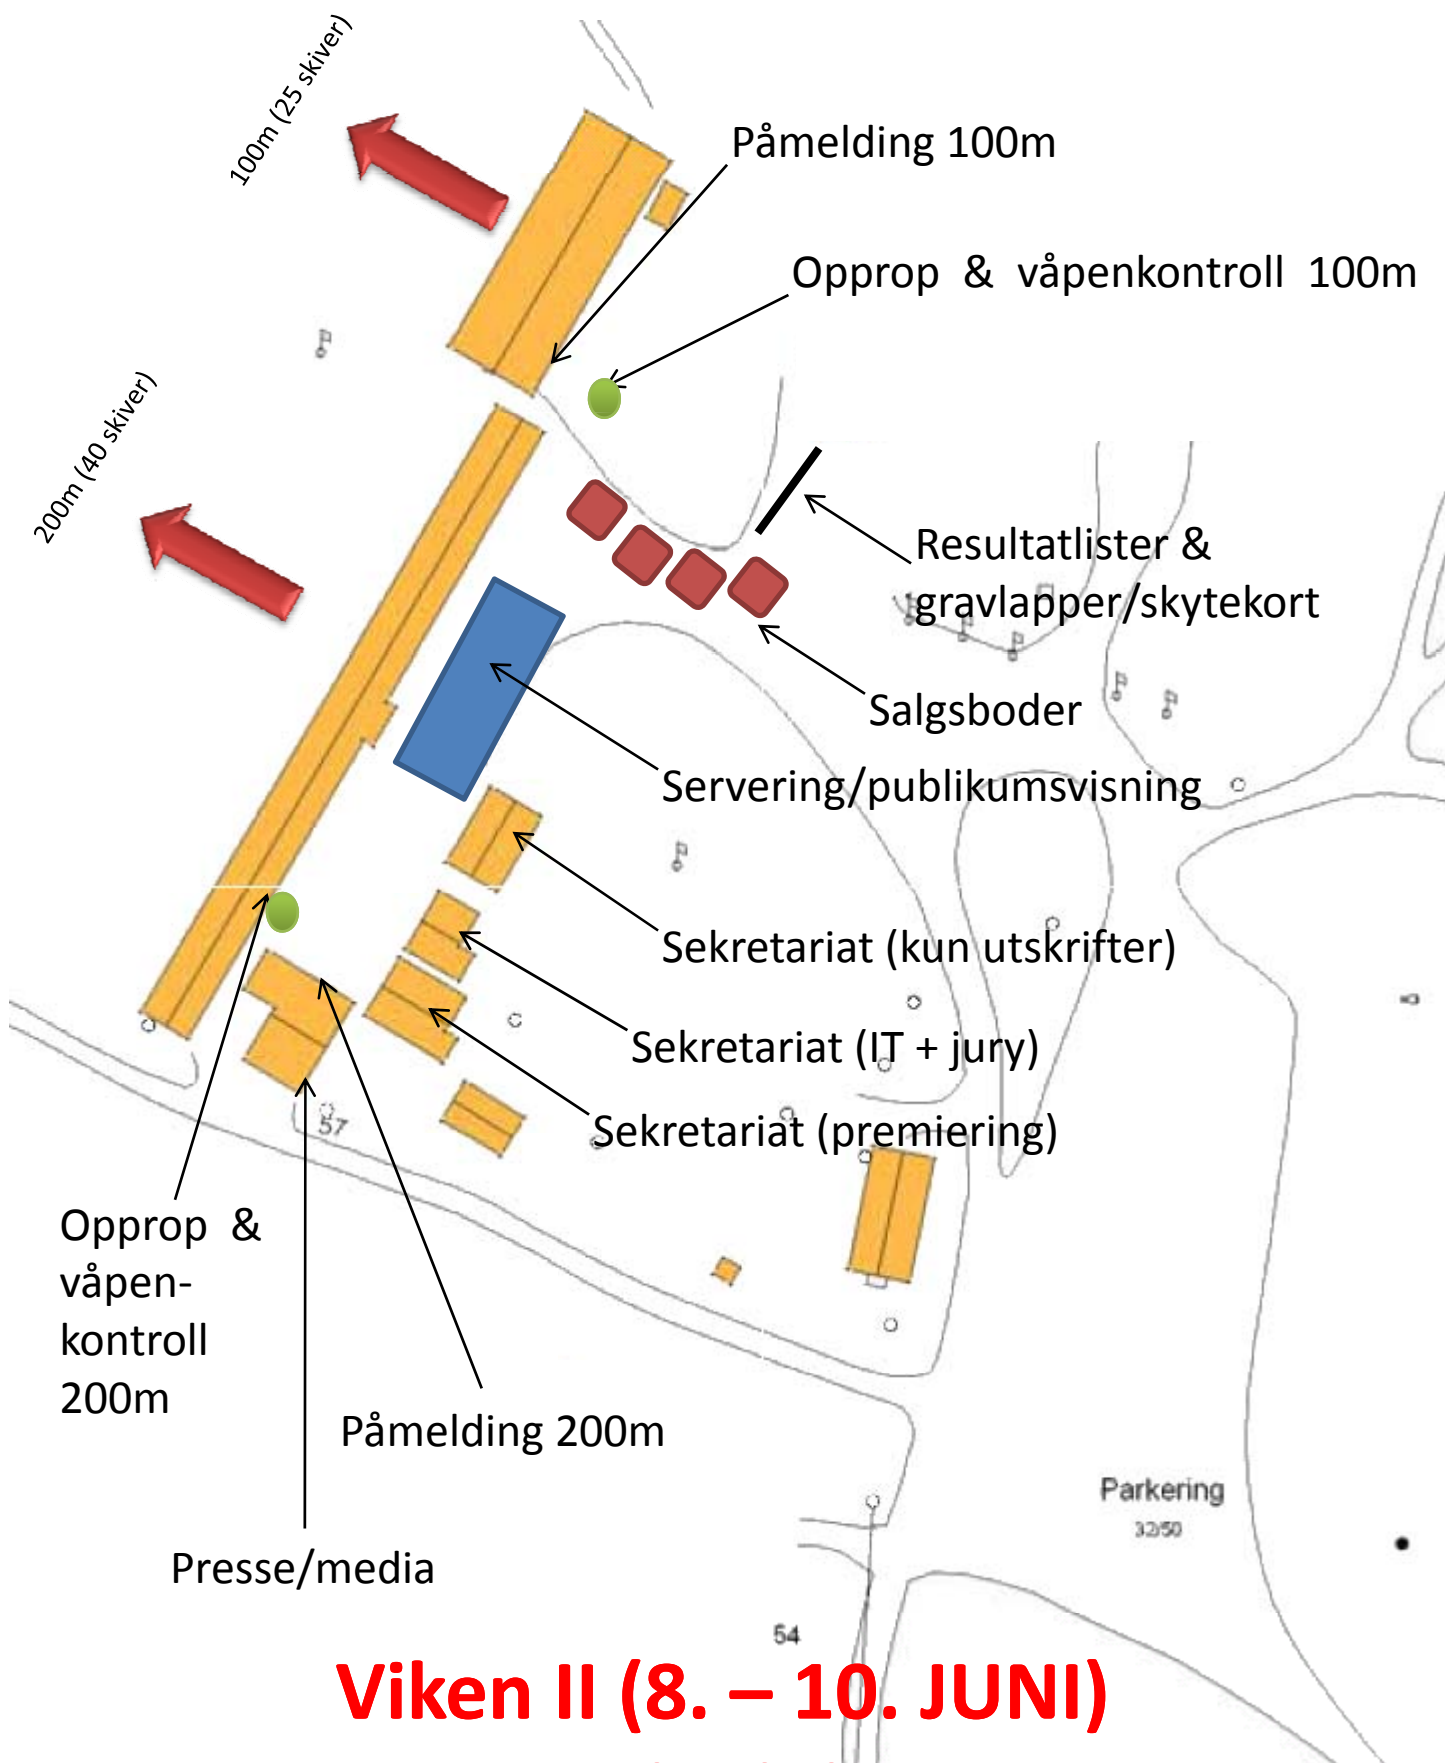 100m (25 skiver)
Påmelding 100m
Opprop & våpenkontroll 100m
200m (40 skiver)
Resultatlister &
gravlapper/skytekort
Salgsboder
Servering/publikumsvisning
Sekretariat (kun utskrifter)
Sekretariat (IT + jury)
Sekretariat (premiering)
57
Opprop &
våpen-
kontroll
200m
Påmelding 200m
Parkering
32/50
Presse/media
54
Viken II (8. – 10. JUNI)